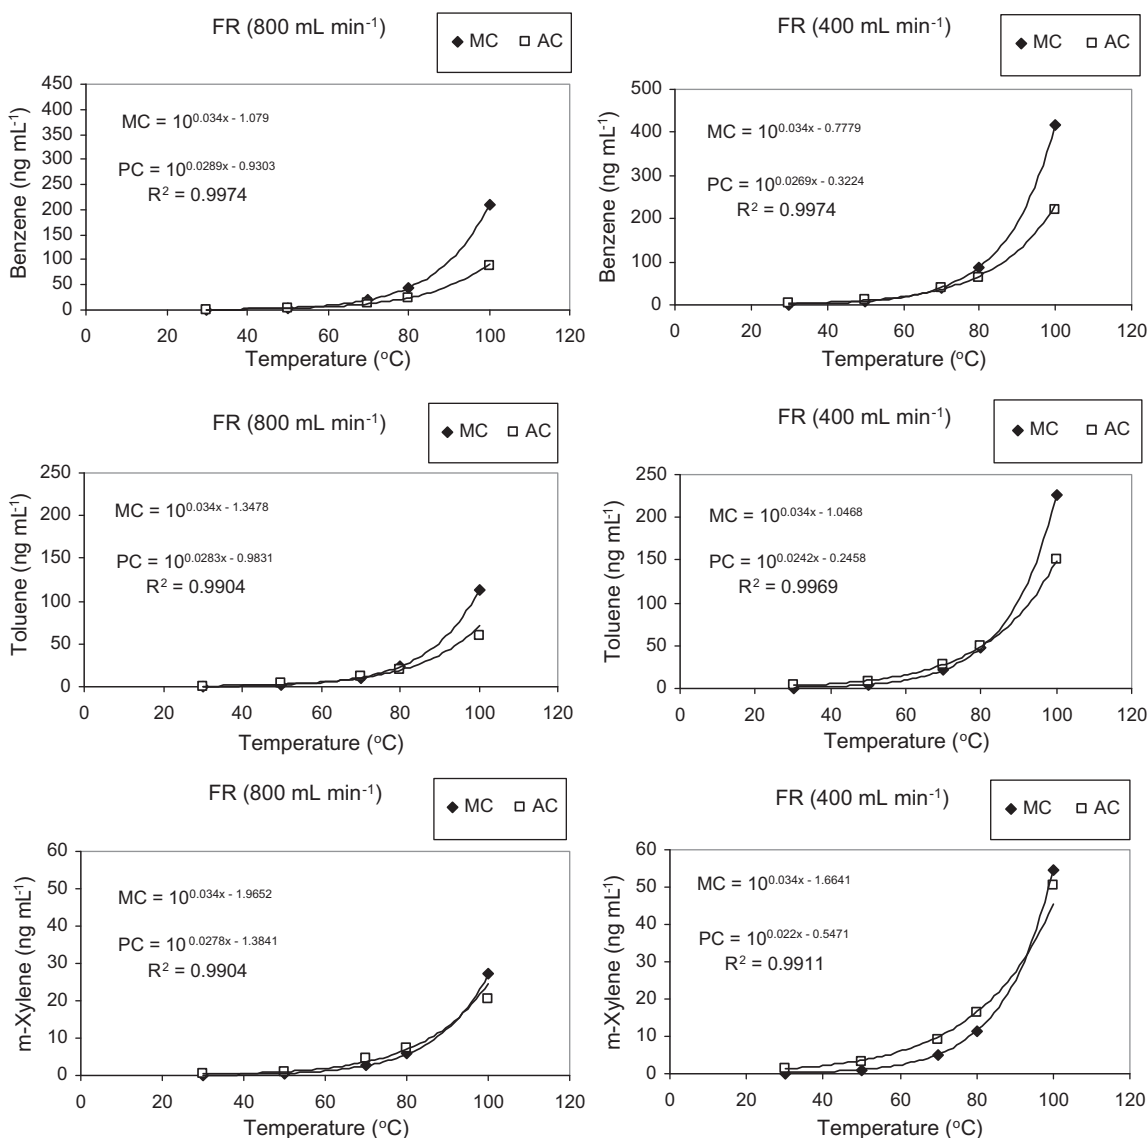 FR (800 mL min-1)
MC AC
450
400
350
300
250
200
150
100
50
0
Benzene (ng mL-1)
MC = 10^0.034x - 1.079
PC = 10^0.0289x - 0.9303
R2 = 0.9974
0 20 40 60 80 100 120
Temperature (oC)
FR (400 mL min-1)
MC AC
500
400
300
200
100
0
Benzene (ng mL-1)
MC = 10^0.034x - 0.7779
PC = 10^0.0269x - 0.3224
R2 = 0.9974
0 20 40 60 80 100 120
Temperature (oC)
FR (800 mL min-1)
MC AC
250
200
150
100
50
0
Toluene (ng mL-1)
MC = 10^0.034x - 1.3478
PC = 10^0.0283x - 0.9831
R2 = 0.9904
0 20 40 60 80 100 120
Temperature (oC)
FR (400 mL min-1)
MC AC
250
200
150
100
50
0
Toluene (ng mL-1)
MC = 10^0.034x - 1.0468
PC = 10^0.0242x - 0.2458
R2 = 0.9969
0 20 40 60 80 100 120
Temperature (oC)
FR (800 mL min-1)
MC AC
60
50
40
30
20
10
0
m-Xylene (ng mL-1)
MC = 10^0.034x - 1.9652
PC = 10^0.0278x - 1.3841
R2 = 0.9904
0 20 40 60 80 100 120
Temperature (oC)
FR (400 mL min-1)
MC AC
60
50
40
30
20
10
0
m-Xylene (ng mL-1)
MC = 10^0.034x - 1.6641
PC = 10^0.022x - 0.5471
R2 = 0.9911
0 20 40 60 80 100 120
Temperature (oC)